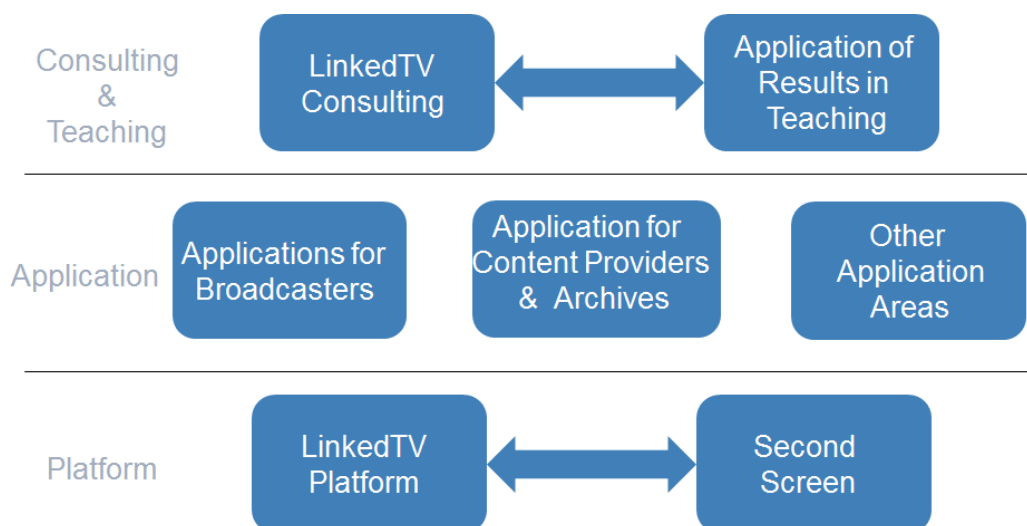 Consulting
&
Teaching
LinkedTV
Consulting
Application of
Results in
Teaching
Application
Applications for
Broadcasters
Application for
Content Providers
& Archives
Other
Application
Areas
Platform
LinkedTV
Platform
Second
Screen